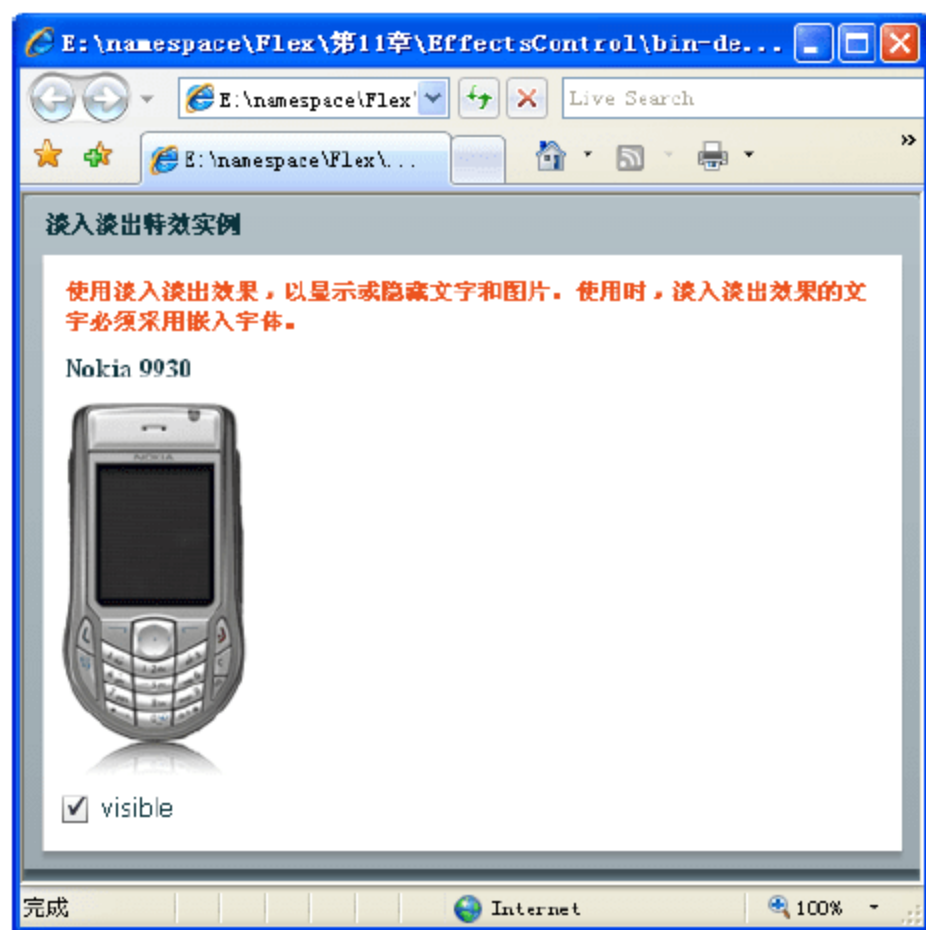 E:\namespace\Flex\第11章\EffectsControl\bin-de...
E:\namespace\Flex\
Live Search
E:\namespace\Flex\...
淡入淡出特效实例
使用淡入淡出效果，以显示或隐藏文字和图片。使用时，淡入淡出效果的文
字必须采用嵌入字体。
Nokia 9930
NOKIA
visible
完成
Internet
100%